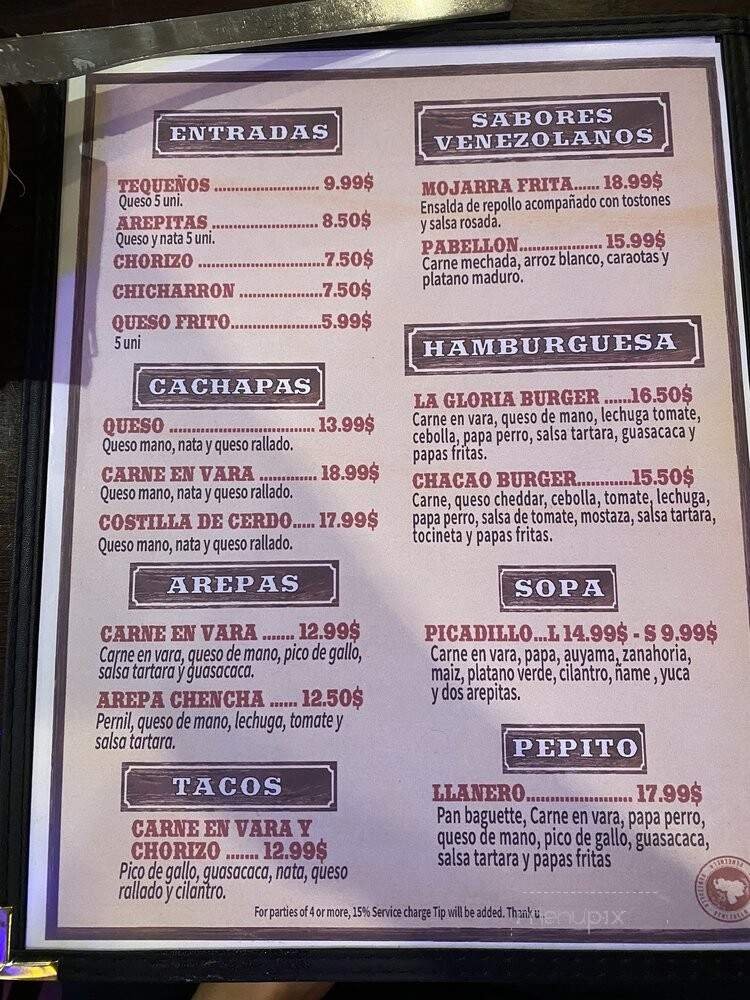 ENTRADAS
TEQUEÑOS ........................ 9.99$
Queso 5 uni.
AREPITAS ........................ 8.50$
Queso y nata 5 uni.
CHORIZO ............................7.50$
CHICHARRON ..................7.50$
QUESO FRITO....................5.99$
5 uni
CACHAPAS
QUESO ................................. 13.99$
Queso mano, nata y queso rallado.
CARNE EN VARA ............. 18.99$
Queso mano, nata y queso rallado.
COSTILLA DE CERDO..... 17.99$
Queso mano, nata y queso rallado.
AREPAS
CARNE EN VARA ....... 12.99$
Carne en vara, queso de mano, pico de gallo,
salsa tartara y guasacaca.
AREPA CHENCHA ...... 12.50$
Pernil, queso de mano, lechuga, tomate y
salsa tartara.
TACOS
CARNE EN VARA Y
CHORIZO ....... 12.99$
Pico de gallo, guasacaca, nata, queso
rallado y cilantro.
SABORES
VENEZOLANOS
MOJARRA FRITA...... 18.99$
Ensalda de repollo acompañado con tostones
y salsa rosada.
PABELLON................... 15.99$
Carne mechada, arroz blanco, caraotas y
platano maduro.
HAMBURGUESA
LA GLORIA BURGER ......16.50$
Carne en vara, queso de mano, lechuga tomate,
cebolla, papa perro, salsa tartara, guasacaca y
papas fritas.
CHACAO BURGER............15.50$
Carne, queso cheddar, cebolla, tomate, lechuga,
papa perro, salsa de tomate, mostaza, salsa tartara,
tocineta y papas fritas.
SOPA
PICADILLO...L 14.99$ - S 9.99$
Carne en vara, papa, auyama, zanahoria,
maiz, platano verde, cilantro, ñame , yuca
y dos arepitas.
PEPITO
LLANERO........................ 17.99$
Pan baguette, Carne en vara, papa perro,
queso de mano, pico de gallo, guasacaca,
salsa tartara y papas fritas
For parties of 4 or more, 15% Service charge Tip will be added. Thank u.
menupix